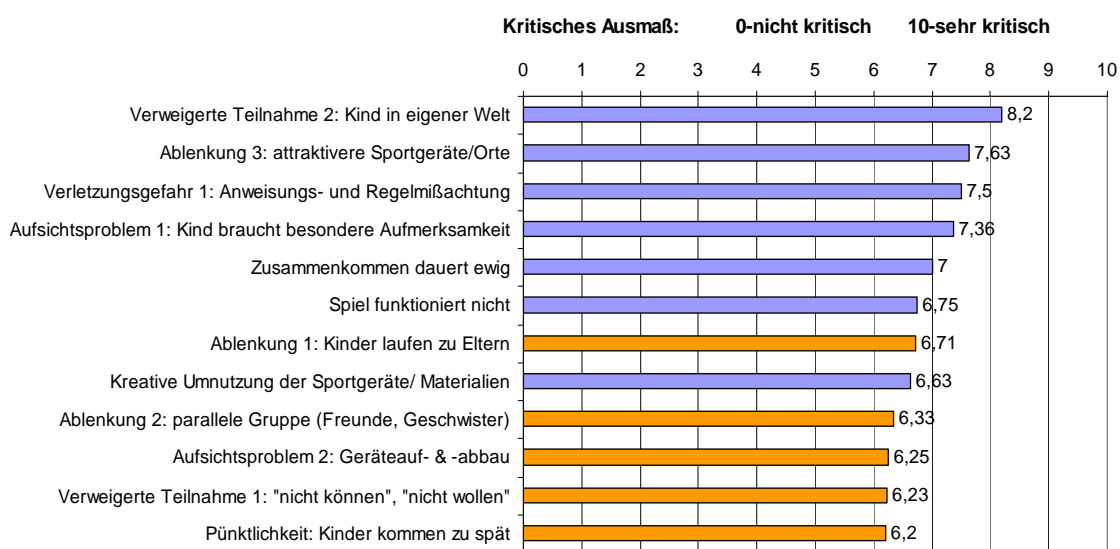 Kritisches Ausmaß: 0-nicht kritisch 10-sehr kritisch
0 1 2 3 4 5 6 7 8 9 10
Verweigerte Teilnahme 2: Kind in eigener Welt 8,2
Ablenkung 3: attraktivere Sportgeräte/Orte 7,63
Verletzungsgefahr 1: Anweisungs- und Regelmißachtung 7,5
Aufsichtsproblem 1: Kind braucht besondere Aufmerksamkeit 7,36
Zusammenkommen dauert ewig 7
Spiel funktioniert nicht 6,75
Ablenkung 1: Kinder laufen zu Eltern 6,71
Kreative Umnutzung der Sportgeräte/ Materialien 6,63
Ablenkung 2: parallele Gruppe (Freunde, Geschwister) 6,33
Aufsichtsproblem 2: Geräteauf- & -abbau 6,25
Verweigerte Teilnahme 1: "nicht können", "nicht wollen" 6,23
Pünktlichkeit: Kinder kommen zu spät 6,2